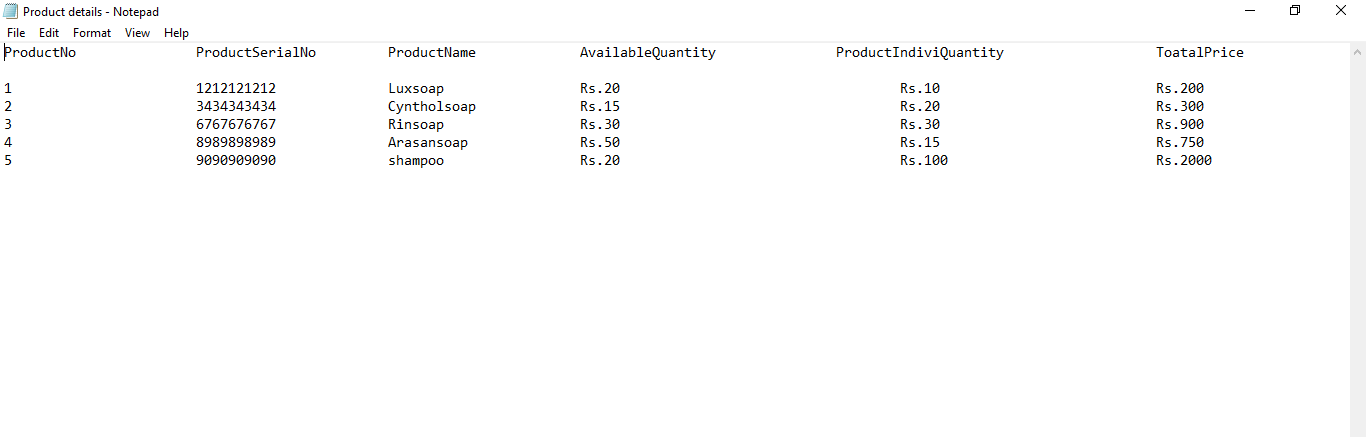 Product details - Notepad
File Edit Format View Help
ProductNo ProductSerialNo ProductName AvailableQuantity ProductIndiviQuantity ToatalPrice
1 1212121212 Luxsoap Rs.20 Rs.10 Rs.200
2 3434343434 Cyntholsoap Rs.15 Rs.20 Rs.300
3 6767676767 Rinsoap Rs.30 Rs.30 Rs.900
4 8989898989 Arasansoap Rs.50 Rs.15 Rs.750
5 9090909090 shampoo Rs.20 Rs.100 Rs.2000